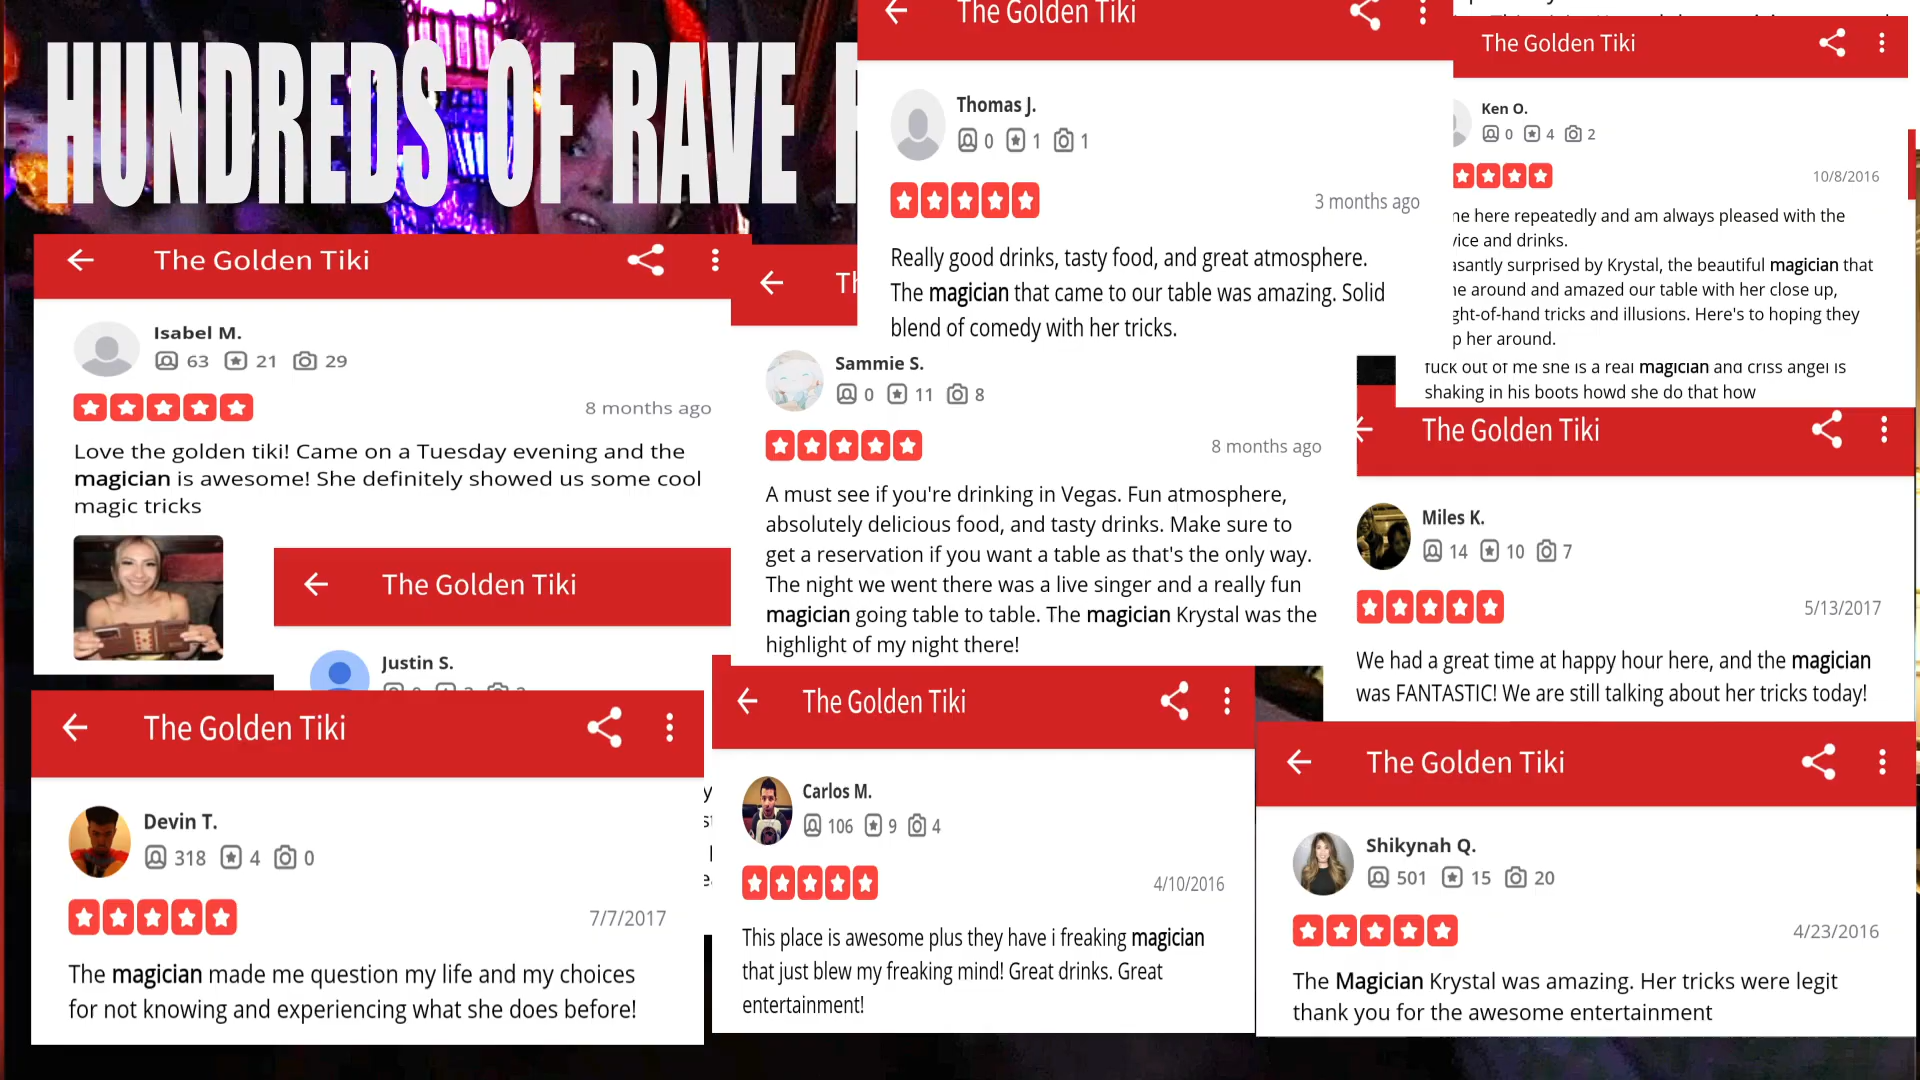 HUNDREDS OF RAVE
The Golden Tiki
Isabel M.
63 21 29
8 months ago
Love the golden tiki! Came on a Tuesday evening and the
magician is awesome! She definitely showed us some cool
magic tricks
The Golden Tiki
Justin S.
The Golden Tiki
Devin T.
318 4 0
7/7/2017
The magician made me question my life and my choices
for not knowing and experiencing what she does before!
The Golden Tiki
Thomas J.
0 1 1
3 months ago
Really good drinks, tasty food, and great atmosphere.
The magician that came to our table was amazing. Solid
blend of comedy with her tricks.
Sammie S.
0 11 8
8 months ago
A must see if you're drinking in Vegas. Fun atmosphere,
absolutely delicious food, and tasty drinks. Make sure to
get a reservation if you want a table as that's the only way.
The night we went there was a live singer and a really fun
magician going table to table. The magician Krystal was the
highlight of my night there!
The Golden Tiki
Carlos M.
106 9 4
4/10/2016
This place is awesome plus they have i freaking magician
that just blew my freaking mind! Great drinks. Great
entertainment!
The Golden Tiki
Ken O.
0 4 2
10/8/2016
here repeatedly and am always pleased with the
and drinks.
surprised by Krystal, the beautiful magician that
around and amazed our table with her close up,
tricks and illusions. Here's to hoping they
her around.
fuck out of me she is a real magician and criss angel is
shaking in his boots howd she do that how
The Golden Tiki
Miles K.
14 10 7
5/13/2017
We had a great time at happy hour here, and the magician
was FANTASTIC! We are still talking about her tricks today!
The Golden Tiki
Shikynah Q.
501 15 20
4/23/2016
The Magician Krystal was amazing. Her tricks were legit
thank you for the awesome entertainment